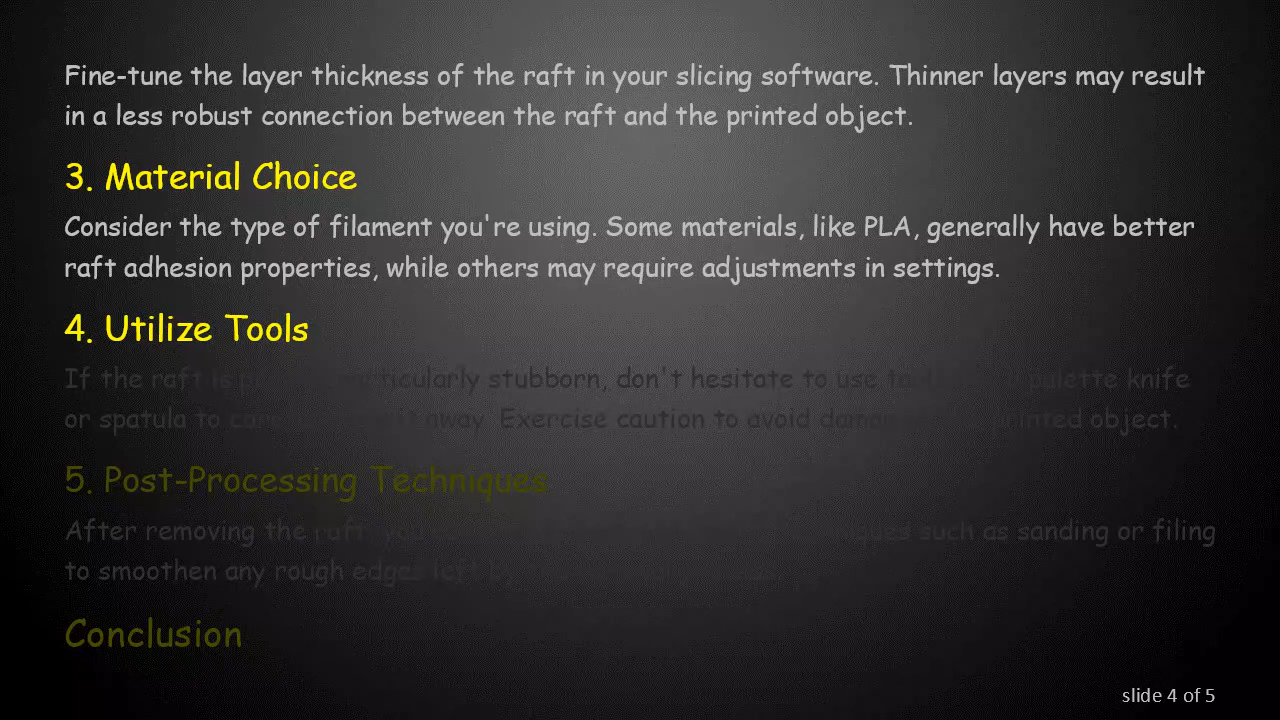 Fine-tune the layer thickness of the raft in your slicing software. Thinner layers may result
in a less robust connection between the raft and the printed object.
3. Material Choice
Consider the type of filament you're using. Some materials, like PLA, generally have better
raft adhesion properties, while others may require adjustments in settings.
4. Utilize Tools
If the raft is particularly stubborn, don't hesitate to use palette knife
or spatula to away. Exercise caution to avoid printed object.
5. Post-Processing Techniques
After removing the raft, you such as sanding or filing
to smoothen any rough edges left
Conclusion
slide 4 of 5